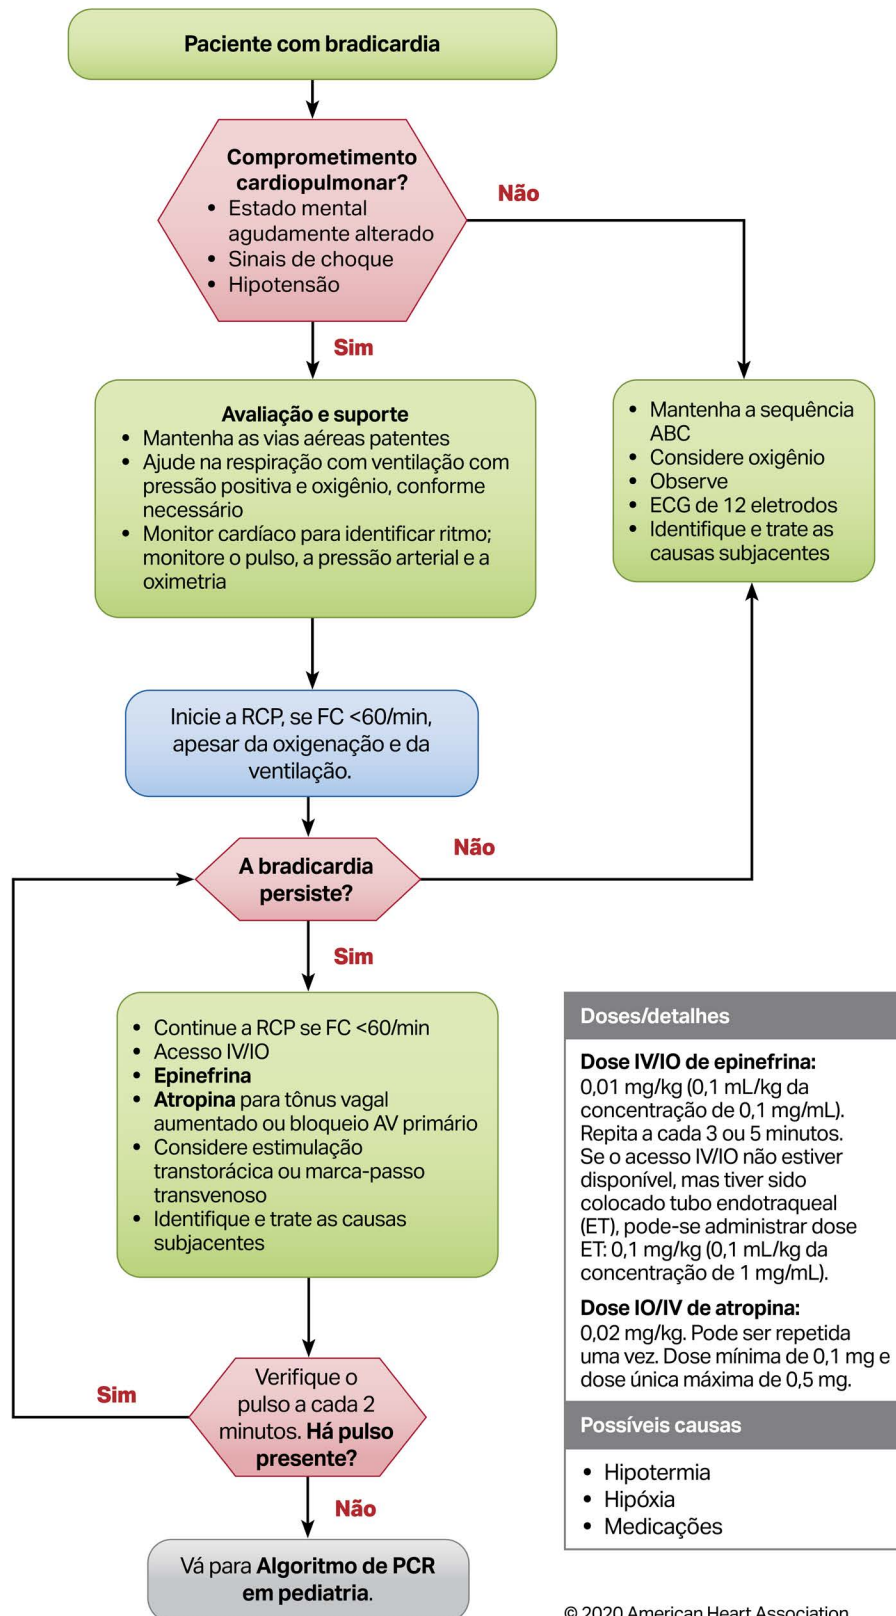 Paciente com bradicardia
Comprometimento
cardiopulmonar?
• Estado mental
agudamente alterado
• Sinais de choque
• Hipotensão
Não
Sim
Avaliação e suporte
• Mantenha as vias aéreas patentes
• Ajude na respiração com ventilação com
pressão positiva e oxigênio, conforme
necessário
• Monitor cardíaco para identificar ritmo;
monitore o pulso, a pressão arterial e a
oximetria
• Mantenha a sequência
ABC
• Considere oxigênio
• Observe
• ECG de 12 eletrodos
• Identifique e trate as
causas subjacentes
Inicie a RCP, se FC <60/min,
apesar da oxigenação e da
ventilação.
A bradicardia
persiste?
Não
Sim
• Continue a RCP se FC <60/min
• Acesso IV/IO
• Epinefrina
• Atropina para tônus vagal
aumentado ou bloqueio AV primário
• Considere estimulação
transtorácica ou marca-passo
transvenoso
• Identifique e trate as causas
subjacentes
Verifique o
pulso a cada 2
minutos. Há pulso
presente?
Sim
Não
Vá para Algoritmo de PCR
em pediatria.
Doses/detalhes
Dose IV/IO de epinefrina:
0,01 mg/kg (0,1 mL/kg da
concentração de 0,1 mg/mL).
Repita a cada 3 ou 5 minutos.
Se o acesso IV/IO não estiver
disponível, mas tiver sido
colocado tubo endotraqueal
(ET), pode-se administrar dose
ET: 0,1 mg/kg (0,1 mL/kg da
concentração de 1 mg/mL).
Dose IO/IV de atropina:
0,02 mg/kg. Pode ser repetida
uma vez. Dose mínima de 0,1 mg e
dose única máxima de 0,5 mg.
Possíveis causas
• Hipotermia
• Hipóxia
• Medicações
© 2020 American Heart Association